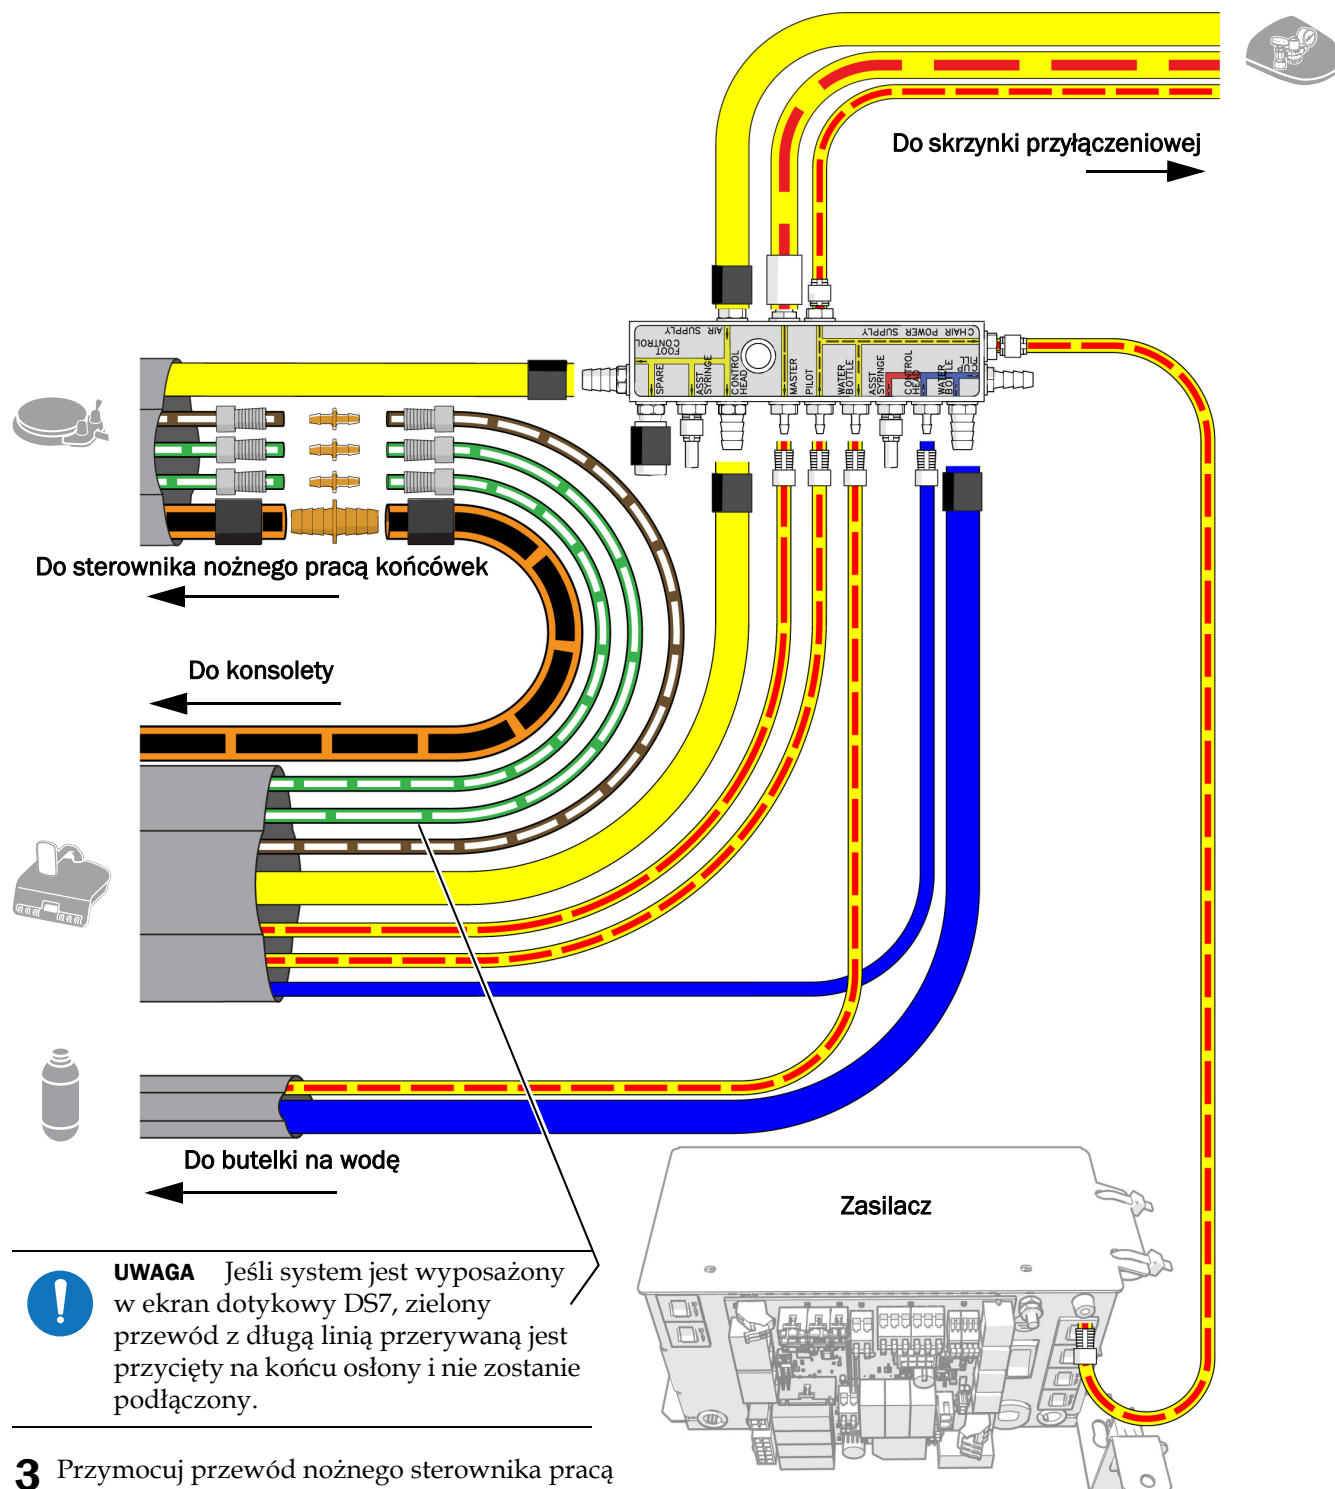 Do skrzynki przyłączeniowej
AIR SUPPLY
CHAIR POWER SUPPLY
FOOT
CONTROL
SPARE
ASST
SYRINGE
CONTROL
HEAD
MASTER
PILOT
WATER
BOTTLE
ASST
SYRINGE
CONTROL
HEAD
WATER
BOTTLE
CUP
FILL
Do sterownika nożnego pracą końcówek
Do konsolety
Do butelki na wodę
Zasilacz
UWAGA Jeśli system jest wyposażony
w ekran dotykowy DS7, zielony
przewód z długą linią przerywaną jest
przycięty na końcu osłony i nie zostanie
podłączony.
3 Przymocuj przewód nożnego sterownika pracą